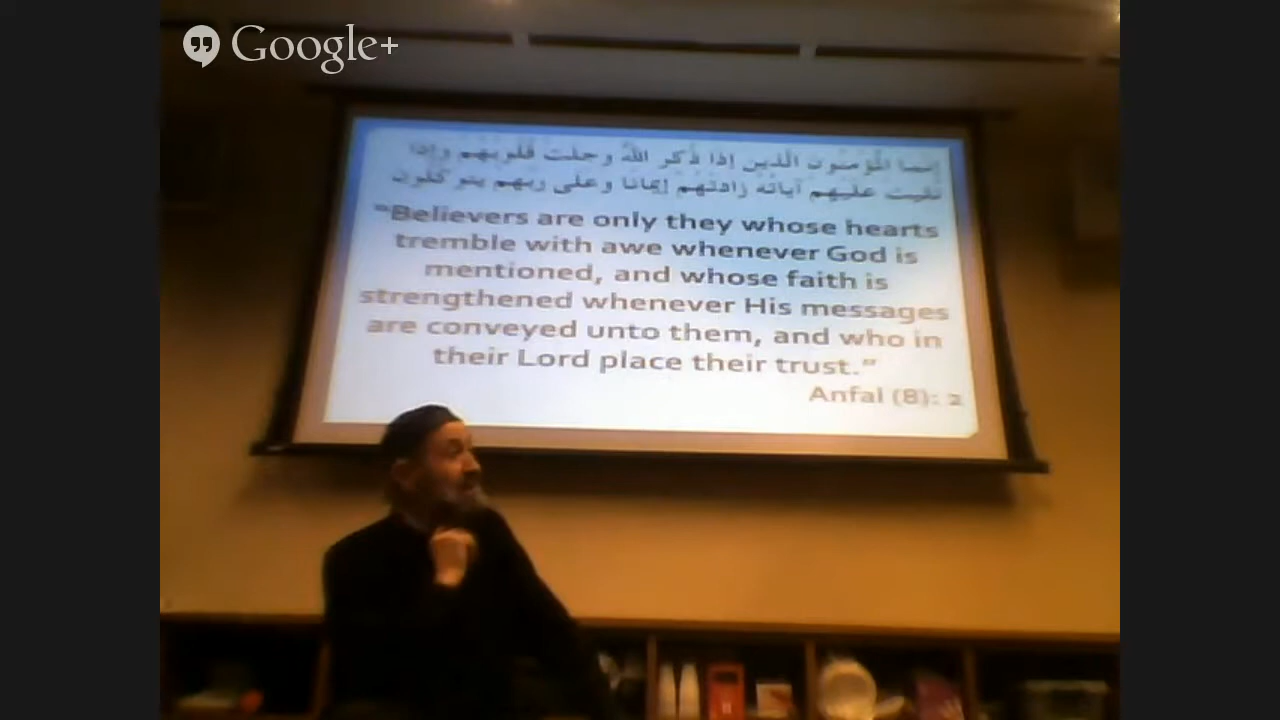 Google+
إنما المؤمنون الذين إذا ذكر الله وجلت قلوبهم وإذا
تليت عليهم آياته زادتهم إيمانا وعلى ربهم يتوكلون
"Believers are only they whose hearts
tremble with awe whenever God is
mentioned, and whose faith is
strengthened whenever His messages
are conveyed unto them, and who in
their Lord place their trust."
Anfal (8): 2